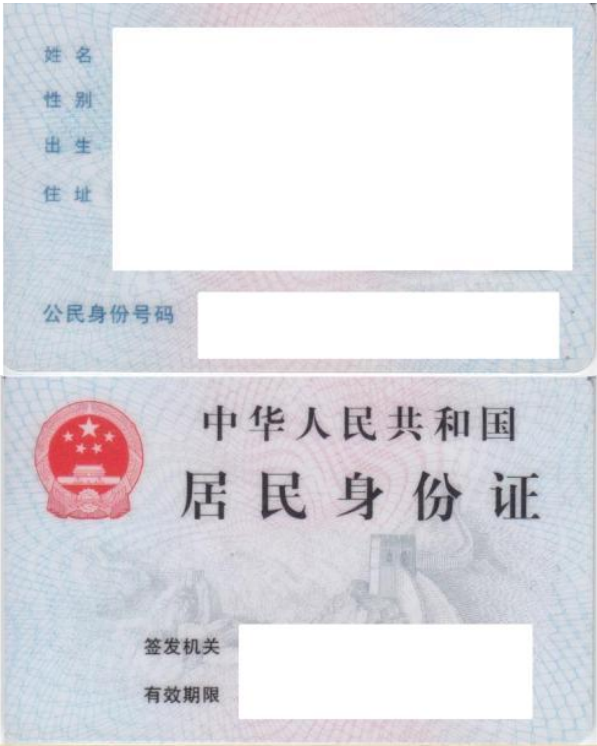 姓名
性别
出生
住址
公民身份号码
中华人民共和国
居民身份证
签发机关
有效期限